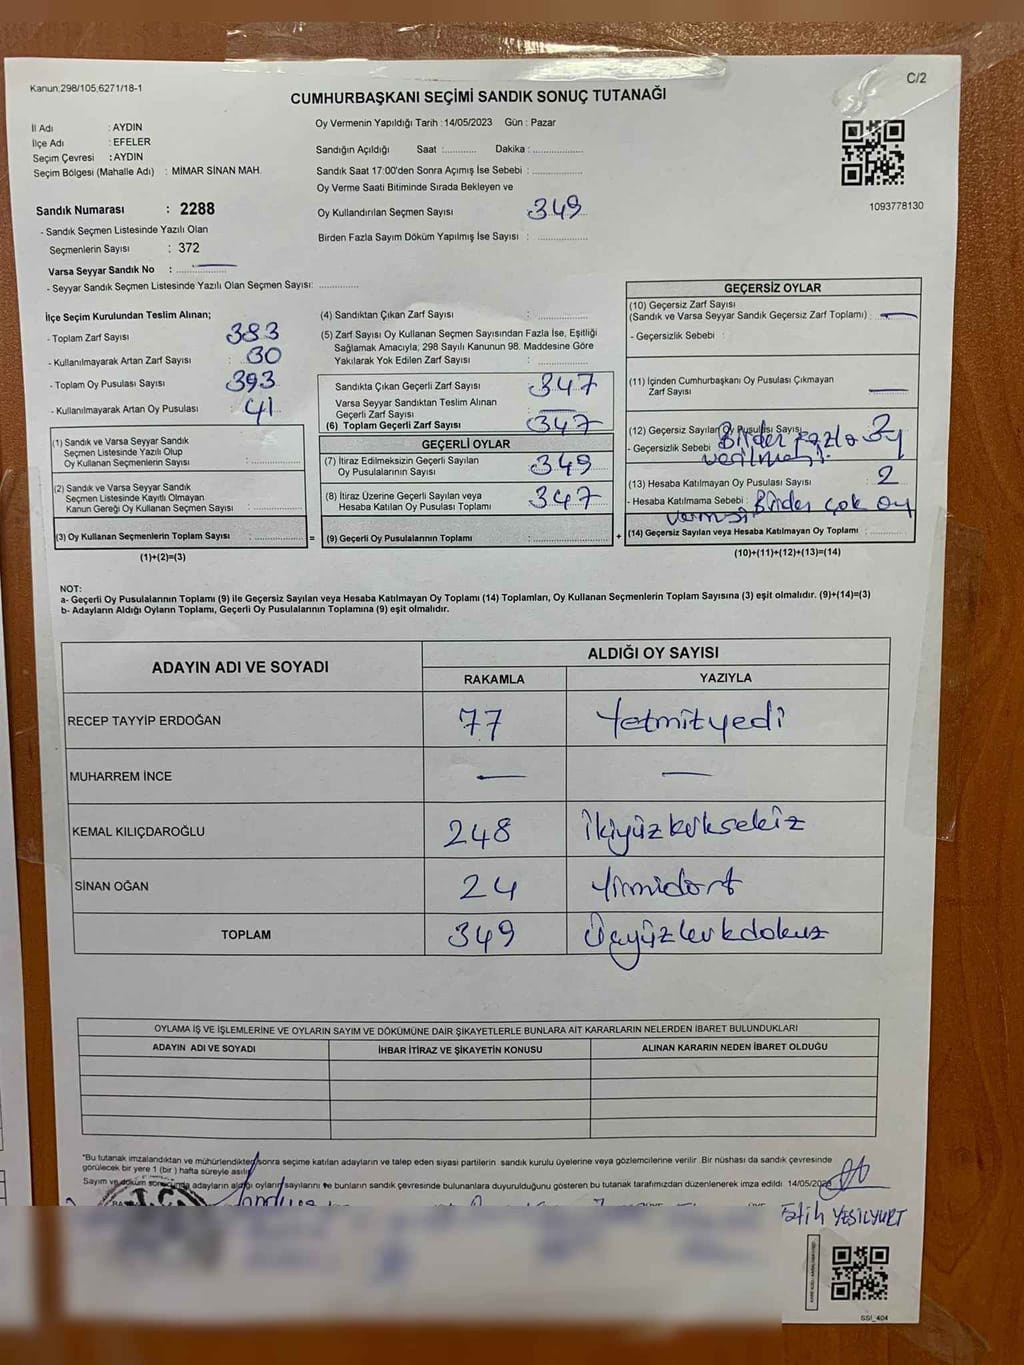 Kanun;298/105,6271/18-1
C/2
CUMHURBAŞKANI SEÇİMİ SANDIK SONUÇ TUTANAĞI
İl Adı : AYDIN
İlçe Adı : EFELER
Seçim Çevresi : AYDIN
Seçim Bölgesi (Mahalle Adı) : MİMAR SİNAN MAH.
Sandık Numarası : 2288
- Sandık Seçmen Listesinde Yazılı Olan
Seçmenlerin Sayısı : 372
Varsa Seyyar Sandık No :
- Seyyar Sandık Seçmen Listesinde Yazılı Olan Seçmen Sayısı:
Oy Vermenin Yapıldığı Tarih : 14/05/2023 Gün : Pazar
Sandığın Açıldığı Saat : Dakika :
Sandık Saat 17:00'den Sonra Açımış İse Sebebi :
Oy Verme Saati Bitiminde Sırada Bekleyen ve
Oy Kullandırılan Seçmen Sayısı 349
Birden Fazla Sayım Döküm Yapılmış İse Sayısı :
1093778130
İlçe Seçim Kurulundan Teslim Alınan;
- Toplam Zarf Sayısı 383
- Kullanılmayarak Artan Zarf Sayısı : 30
- Toplam Oy Pusulası Sayısı 393
- Kullanılmayarak Artan Oy Pusulası : 41
(1) Sandık ve Varsa Seyyar Sandık
Seçmen Listesinde Yazılı Olup
Oy Kullanan Seçmenlerin Sayısı :
(2) Sandık ve Varsa Seyyar Sandık
Seçmen Listesinde Kayıtlı Olmayan
Kanun Gereği Oy Kullanan Seçmen Sayısı :
(3) Oy Kullanan Seçmenlerin Toplam Sayısı :
(1)+(2)=(3)
(4) Sandıktan Çıkan Zarf Sayısı :
(5) Zarf Sayısı Oy Kullanan Seçmen Sayısından Fazla İse, Eşitliği
Sağlamak Amacıyla; 298 Sayılı Kanunun 98. Maddesine Göre
Yakılarak Yok Edilen Zarf Sayısı :
Sandıkta Çıkan Geçerli Zarf Sayısı 347
Varsa Seyyar Sandıktan Teslim Alınan
Geçerli Zarf Sayısı
(6) Toplam Geçerli Zarf Sayısı 347
GEÇERLİ OYLAR
(7) İtiraz Edilmeksizin Geçerli Sayılan
Oy Pusulalarının Sayısı : 349
(8) İtiraz Üzerine Geçerli Sayılan veya
Hesaba Katılan Oy Pusulası Toplamı : 347
= (9) Geçerli Oy Pusulalarının Toplamı : +
GEÇERSİZ OYLAR
(10) Geçersiz Zarf Sayısı
(Sandık ve Varsa Seyyar Sandık Geçersiz Zarf Toplamı) :
- Geçersizlik Sebebi :
(11) İçinden Cumhurbaşkanı Oy Pusulası Çıkmayan
Zarf Sayısı
(12) Geçersiz Sayılan Oy Pusulası Sayısı
- Geçersizlik Sebebi : Birden fazla oy
verilmesi
(13) Hesaba Katılmayan Oy Pusulası Sayısı 2
- Hesaba Katılmama Sebebi : Birden çok oy
vermesi
(14) Geçersiz Sayılan veya Hesaba Katılmayan Oy Toplamı :
(10)+(11)+(12)+(13)=(14)
NOT:
a- Geçerli Oy Pusulalarının Toplamı (9) ile Geçersiz Sayılan veya Hesaba Katılmayan Oy Toplamı (14) Toplamları, Oy Kullanan Seçmenlerin Toplam Sayısına (3) eşit olmalıdır. (9)+(14)=(3)
b- Adayların Aldığı Oyların Toplamı, Geçerli Oy Pusulalarının Toplamına (9) eşit olmalıdır.
ADAYIN ADI VE SOYADI
ALDIĞI OY SAYISI
RAKAMLA YAZIYLA
RECEP TAYYİP ERDOĞAN 77 Yetmişyedi
MUHARREM İNCE
KEMAL KILIÇDAROĞLU 248 İkiyüzkırksekiz
SİNAN OĞAN 24 Yirmidört
TOPLAM 349 Üçyüzkırkdokuz
OYLAMA İŞ VE İŞLEMLERİNE VE OYLARIN SAYIM VE DÖKÜMÜNE DAİR ŞİKAYETLERLE BUNLARA AİT KARARLARIN NELERDEN İBARET BULUNDUKLARI
ADAYIN ADI VE SOYADI İHBAR İTİRAZ VE ŞİKAYETİN KONUSU ALINAN KARARIN NEDEN İBARET OLDUĞU
"Bu tutanak imzalandıktan ve mühürlendikten sonra seçime katılan adayların ve talep eden siyasi partilerin sandık kurulu üyelerine veya gözlemcilerine verilir. Bir nüshası da sandık çevresinde
görülecek bir yere 1 (bir ) hafta süreyle asılır.
Sayım ve döküm sonucunda adayların aldığı oyların sayılarını ve bunların sandık çevresinde bulunanlara duyurulduğunu gösteren bu tutanak tarafımızdan düzenlenerek imza edildi 14/05/2023
Fatih YEŞİLYURT
SSİ_404